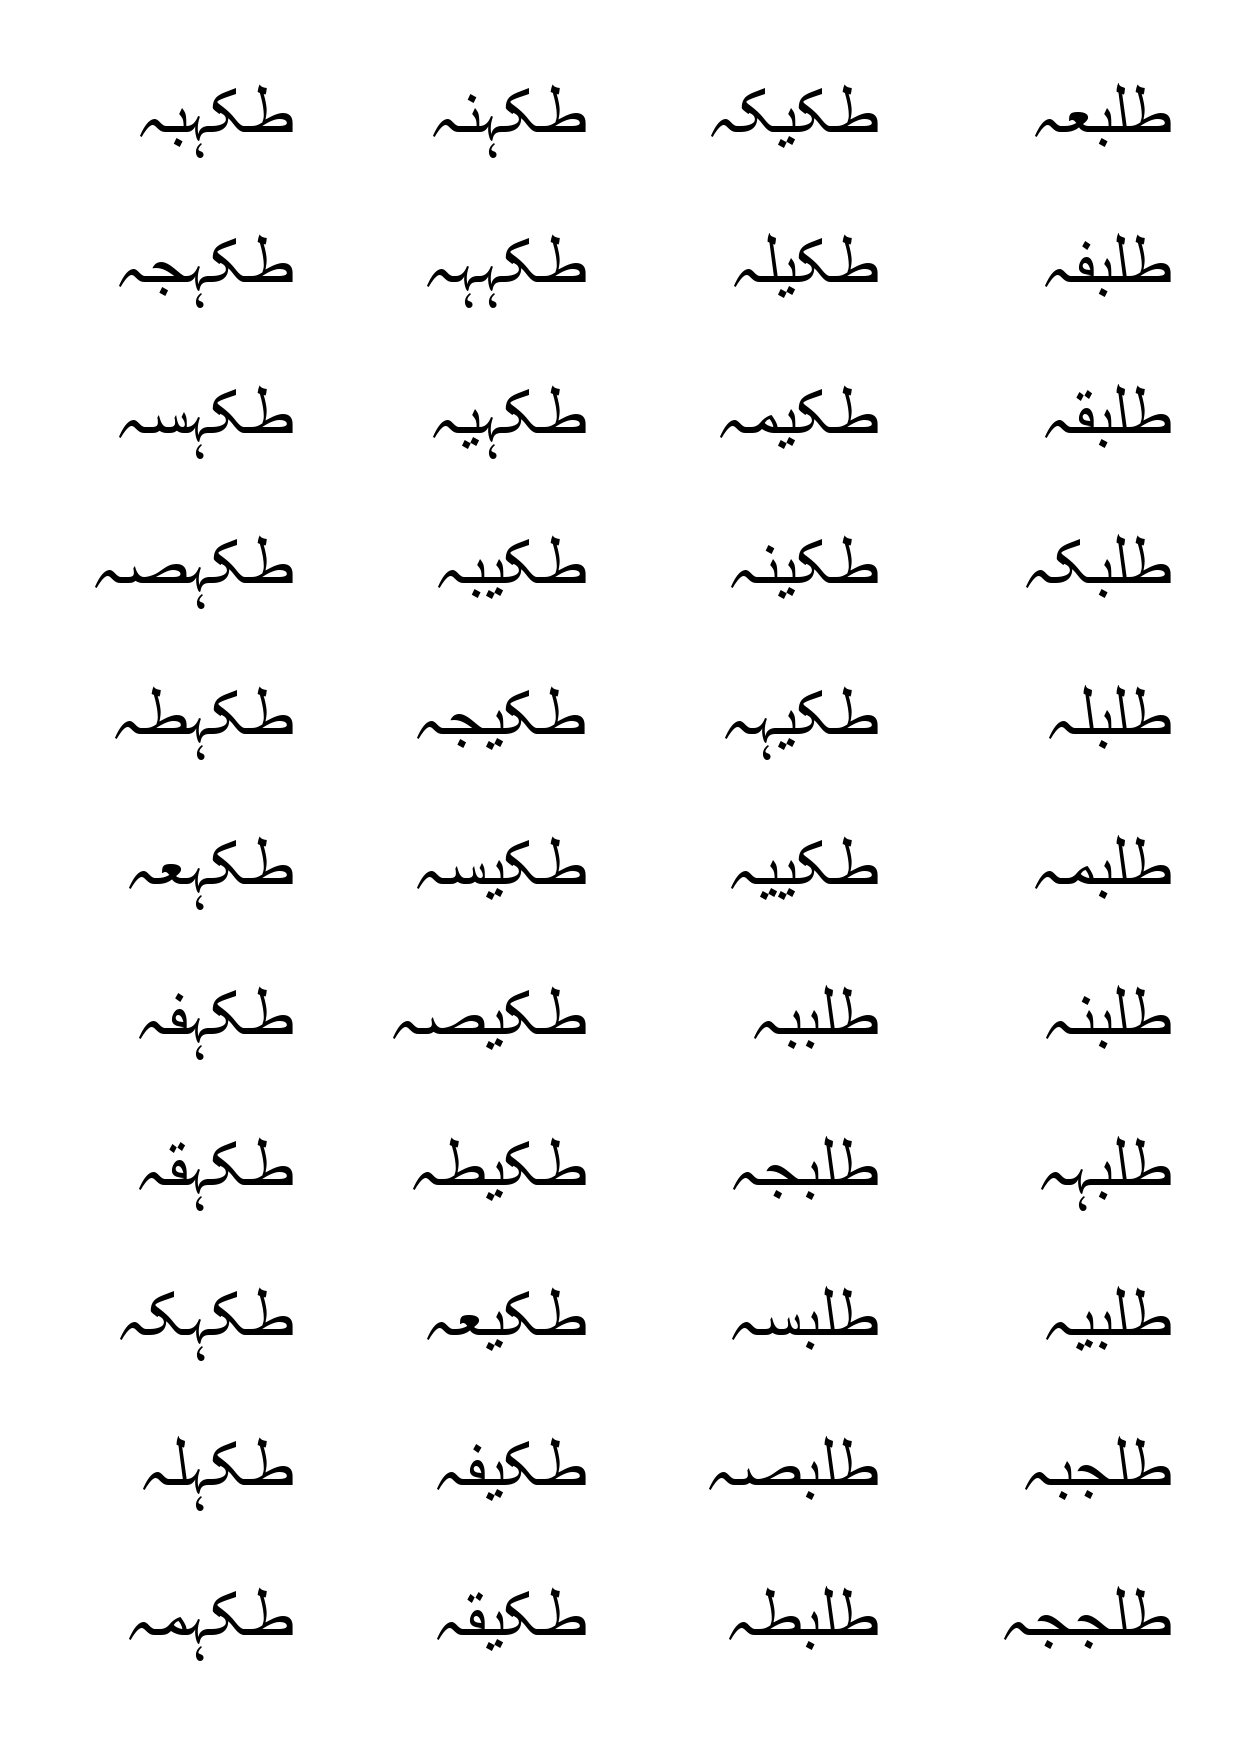 طلبعہ طکیکہ طکہنہ طکہبہ
طلبفہ طکیلہ طکہہہ طکہجہ
طلبقہ طکیمہ طکہیہ طکہسہ
طلبکہ طکینہ طکیبہ طکہصہ
طلبلہ طکیہہ طکیجہ طکہطہ
طلبمہ طکییہ طکیسہ طکہعہ
طلبنہ طلببہ طکیصہ طکہفہ
طلبہہ طلبجہ طکیطہ طکہقہ
طلبیہ طلبسہ طکیعہ طکہکہ
طلجبہ طلبصہ طکیفہ طکہلہ
طلججہ طلبطہ طکیقہ طکہمہ